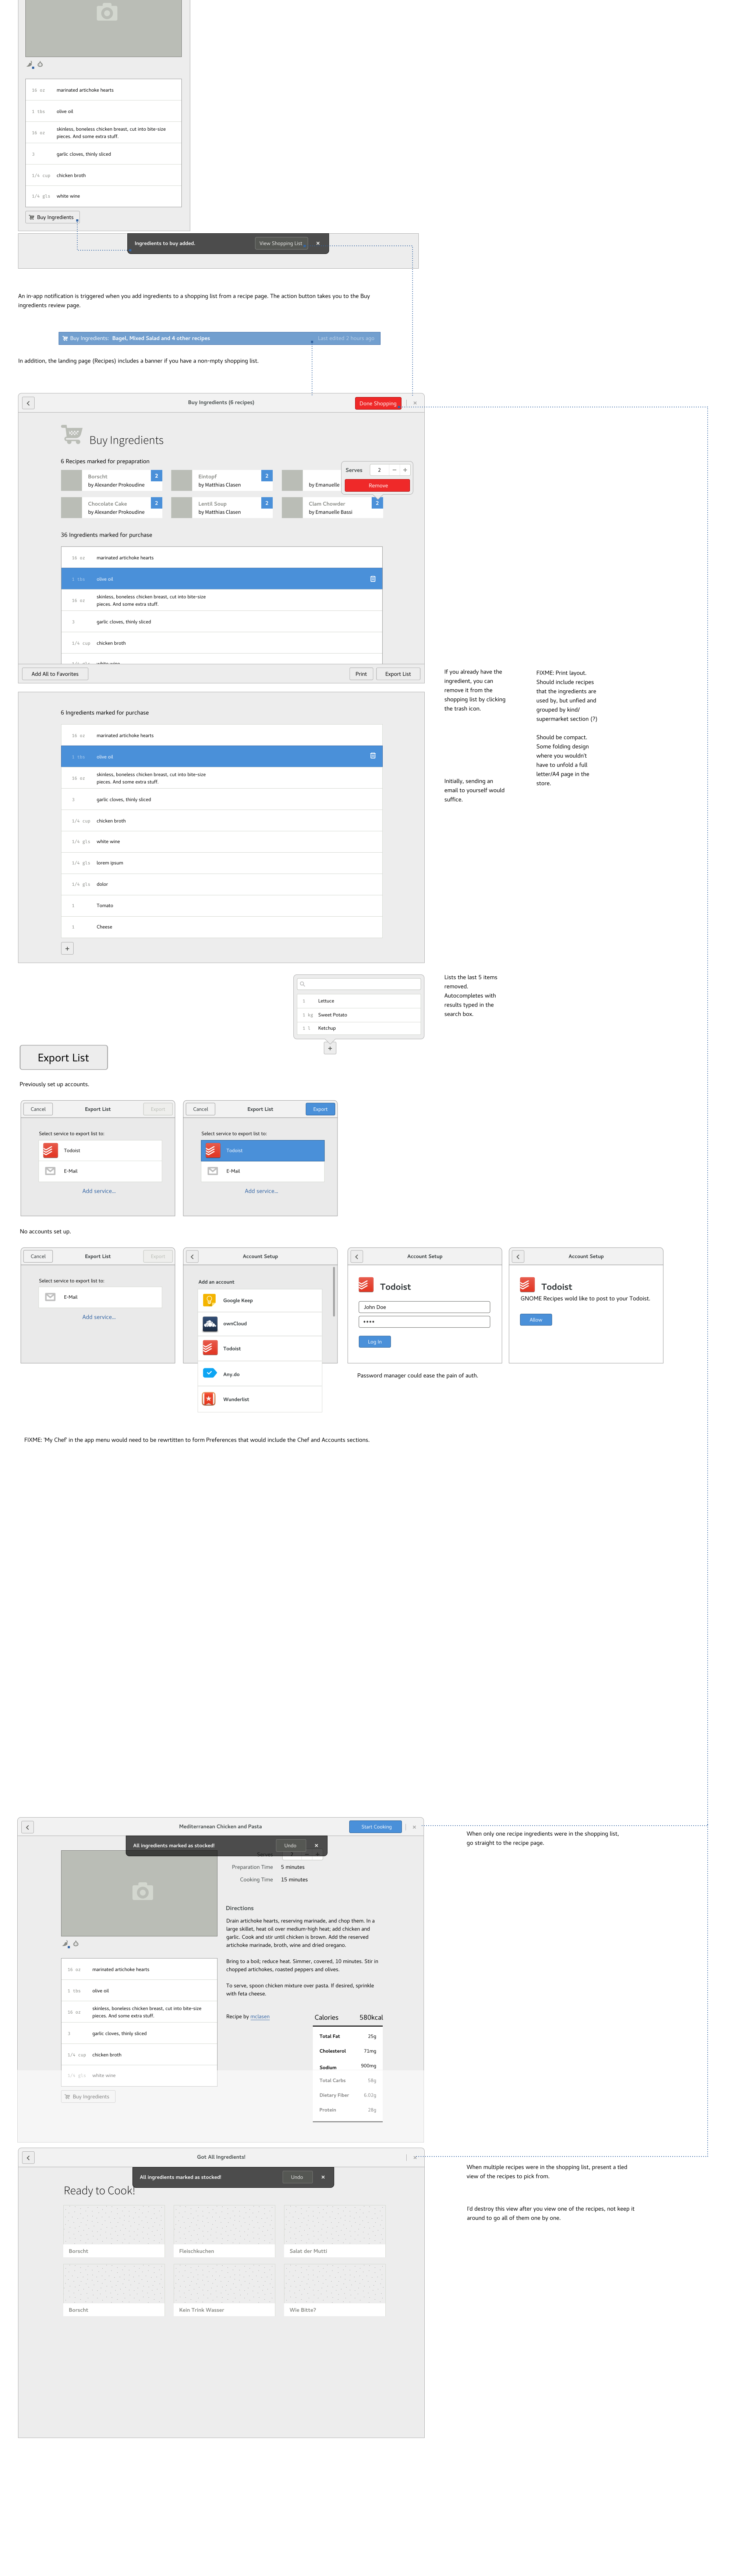 16 oz marinated artichoke hearts
1 tbs olive oil
16 oz skinless, boneless chicken breast, cut into bite-size
pieces. And some extra stuff.
3 garlic cloves, thinly sliced
1/4 cup chicken broth
1/4 gls white wine
Buy Ingredients
Ingredients to buy added. View Shopping List ×
An in-app notification is triggered when you add ingredients to a shopping list from a recipe page. The action button takes you to the Buy
ingredients review page.
Buy Ingredients: Bagel, Mixed Salad and 4 other recipes Last edited 2 hours ago
In addition, the landing page (Recipes) includes a banner if you have a non-mpty shopping list.
Buy Ingredients (6 recipes) Done Shopping ×
Buy Ingredients
6 Recipes marked for prepapration
Borscht 2
by Alexander Prokoudine
Eintopf 2
by Matthias Clasen
by Emanuelle
Serves 2 − +
Remove
Chocolate Cake 2
by Alexander Prokoudine
Lentil Soup 2
by Matthias Clasen
Clam Chowder 2
by Emanuelle Bassi
36 Ingredients marked for purchase
16 oz marinated artichoke hearts
1 tbs olive oil
16 oz skinless, boneless chicken breast, cut into bite-size
pieces. And some extra stuff.
3 garlic cloves, thinly sliced
1/4 cup chicken broth
1/4 gls white wine
Add All to Favorites Print Export List
If you already have the
ingredient, you can
remove it from the
shopping list by clicking
the trash icon.
FIXME: Print layout.
Should include recipes
that the ingredients are
used by, but unfied and
grouped by kind/
supermarket section (?)
Should be compact.
Some folding design
where you wouldn't
have to unfold a full
letter/A4 page in the
store.
Initially, sending an
email to yourself would
suffice.
6 Ingredients marked for purchase
16 oz marinated artichoke hearts
1 tbs olive oil
16 oz skinless, boneless chicken breast, cut into bite-size
pieces. And some extra stuff.
3 garlic cloves, thinly sliced
1/4 cup chicken broth
1/4 gls white wine
1/4 gls lorem ipsum
1/4 gls dolor
1 Tomato
1 Cheese
+
1 Lettuce
1 kg Sweet Potato
1 l Ketchup
+
Lists the last 5 items
removed.
Autocompletes with
results typed in the
search box.
Export List
Previously set up accounts.
Cancel Export List Export
Select service to export list to:
Todoist
E-Mail
Add service...
Cancel Export List Export
Select service to export list to:
Todoist
E-Mail
Add service...
No accounts set up.
Cancel Export List Export
Select service to export list to:
E-Mail
Add service...
Account Setup
Add an account
Google Keep
ownCloud
Todoist
Any.do
Wunderlist
Account Setup
Todoist
John Doe
••••
Log In
Account Setup
Todoist
GNOME Recipes wold like to post to your Todoist.
Allow
Password manager could ease the pain of auth.
FIXME: 'My Chef' in the app menu would need to be rewrtitten to form Preferences that would include the Chef and Accounts sections.
Mediterranean Chicken and Pasta Start Cooking ×
All ingredients marked as stocked! Undo ×
Preparation Time 5 minutes
Cooking Time 15 minutes
Directions
Drain artichoke hearts, reserving marinade, and chop them. In a
large skillet, heat oil over medium-high heat; add chicken and
garlic. Cook and stir until chicken is brown. Add the reserved
artichoke marinade, broth, wine and dried oregano.
Bring to a boil; reduce heat. Simmer, covered, 10 minutes. Stir in
chopped artichokes, roasted peppers and olives.
To serve, spoon chicken mixture over pasta. If desired, sprinkle
with feta cheese.
Recipe by mclasen
16 oz marinated artichoke hearts
1 tbs olive oil
16 oz skinless, boneless chicken breast, cut into bite-size
pieces. And some extra stuff.
3 garlic cloves, thinly sliced
1/4 cup chicken broth
1/4 gls white wine
Buy Ingredients
Calories 580kcal
Total Fat 25g
Cholesterol 71mg
Sodium 900mg
Total Carbs 58g
Dietary Fiber 6.02g
Protein 28g
When only one recipe ingredients were in the shopping list,
go straight to the recipe page.
Got All Ingredients! ×
All ingredients marked as stocked! Undo ×
Ready to Cook!
Borscht
Fleischkuchen
Salat der Mutti
Borscht
Kein Trink Wasser
Wie Bitte?
When multiple recipes were in the shopping list, present a tled
view of the recipes to pick from.
I'd destroy this view after you view one of the recipes, not keep it
around to go all of them one by one.